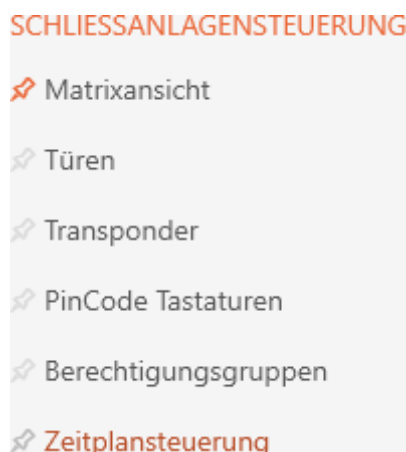 SCHLIESSANLAGENSTEUERUNG
Matrixansicht
Türen
Transponder
PinCode Tastaturen
Berechtigungsgruppen
Zeitplansteuerung